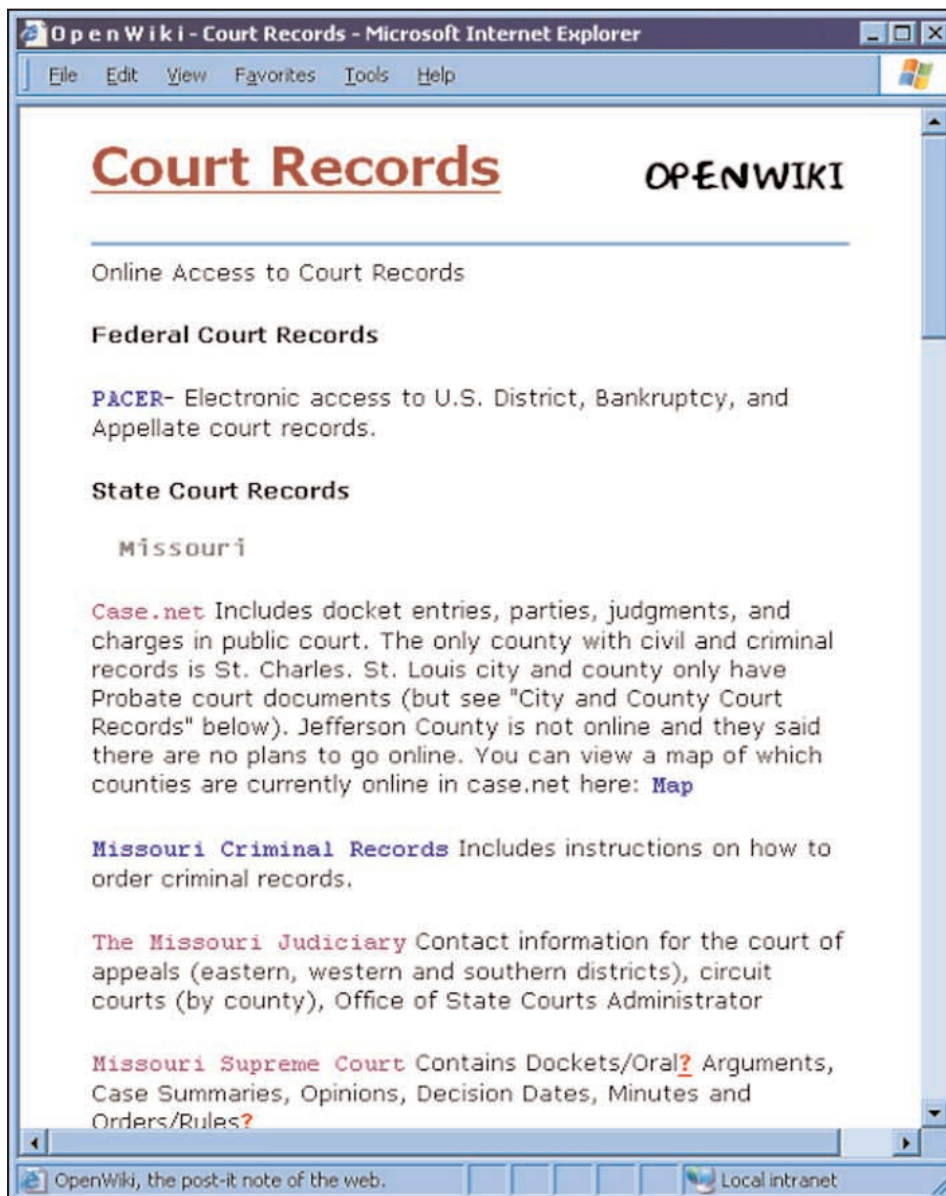 OpenWiki - Court Records - Microsoft Internet Explorer
File Edit View Favorites Tools Help
Court Records
OPENWIKI
Online Access to Court Records
Federal Court Records
PACER- Electronic access to U.S. District, Bankruptcy, and
Appellate court records.
State Court Records
Missouri
Case.net Includes docket entries, parties, judgments, and
charges in public court. The only county with civil and criminal
records is St. Charles. St. Louis city and county only have
Probate court documents (but see "City and County Court
Records" below). Jefferson County is not online and they said
there are no plans to go online. You can view a map of which
counties are currently online in case.net here: Map
Missouri Criminal Records Includes instructions on how to
order criminal records.
The Missouri Judiciary Contact information for the court of
appeals (eastern, western and southern districts), circuit
courts (by county), Office of State Courts Administrator
Missouri Supreme Court Contains Dockets/Oral? Arguments,
Case Summaries, Opinions, Decision Dates, Minutes and
Orders/Rules?
OpenWiki, the post-it note of the web.
Local intranet